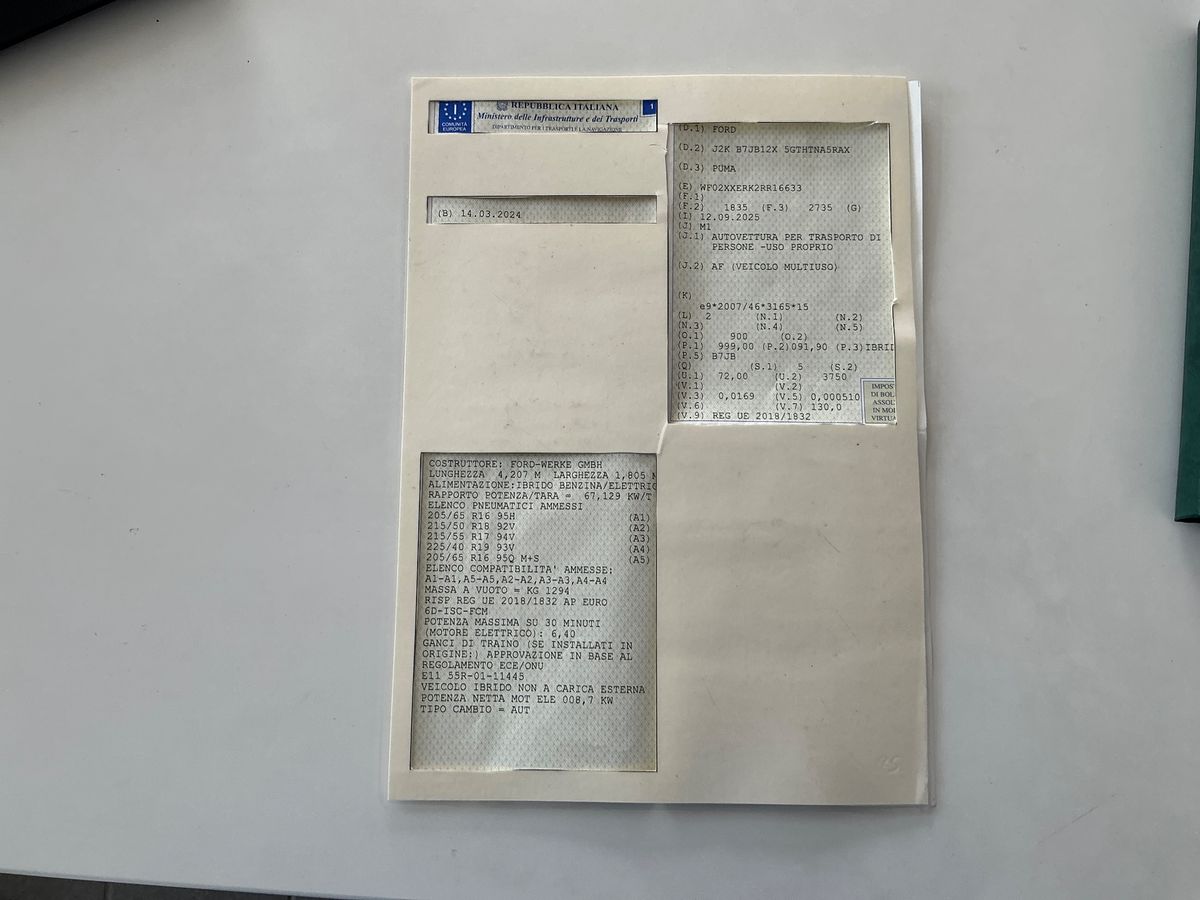 COMUNITÀ
EUROPEA
REPUBBLICA ITALIANA
Ministero delle Infrastrutture e dei Trasporti
DIPARTIMENTO PER I TRASPORTI E LA NAVIGAZIONE
1
(B) 14.03.2024
(D.1) FORD
(D.2) J2K B7JB12X 5GTHTNA5RAX
(D.3) PUMA
(E) WF02XXERK2RR16633
(F.1)
(F.2) 1835 (F.3) 2735 (G)
(I) 12.09.2025
(J) M1
(J.1) AUTOVETTURA PER TRASPORTO DI
PERSONE -USO PROPRIO
(J.2) AF (VEICOLO MULTIUSO)
(K)
e9*2007/46*3165*15
(L) 2 (N.1) (N.2)
(N.3) (N.4) (N.5)
(O.1) 900 (O.2)
(P.1) 999,00 (P.2)091,90 (P.3)IBRI
(P.5) B7JB
(Q) (S.1) 5 (S.2)
(U.1) 72,00 (U.2) 3750
(V.1) (V.2)
(V.3) 0,0169 (V.5) 0,000510
(V.6) (V.7) 130,0
(V.9) REG UE 2018/1832
IMPOS
DI BOL
ASSOL
IN MO
VIRTUA
COSTRUTTORE: FORD-WERKE GMBH
LUNGHEZZA 4,207 M LARGHEZZA 1,805 M
ALIMENTAZIONE:IBRIDO BENZINA/ELETTRIC
RAPPORTO POTENZA/TARA = 67,129 KW/T
ELENCO PNEUMATICI AMMESSI
205/65 R16 95H (A1)
215/50 R18 92V (A2)
215/55 R17 94V (A3)
225/40 R19 93V (A4)
205/65 R16 95Q M+S (A5)
ELENCO COMPATIBILITA' AMMESSE:
A1-A1,A5-A5,A2-A2,A3-A3,A4-A4
MASSA A VUOTO = KG 1294
RISP REG UE 2018/1832 AP EURO
6D-ISC-FCM
POTENZA MASSIMA SU 30 MINUTI
(MOTORE ELETTRICO): 6,40
GANCI DI TRAINO (SE INSTALLATI IN
ORIGINE:) APPROVAZIONE IN BASE AL
REGOLAMENTO ECE/ONU
E11 55R-01-11445
VEICOLO IBRIDO NON A CARICA ESTERNA
POTENZA NETTA MOT ELE 008,7 KW
TIPO CAMBIO = AUT